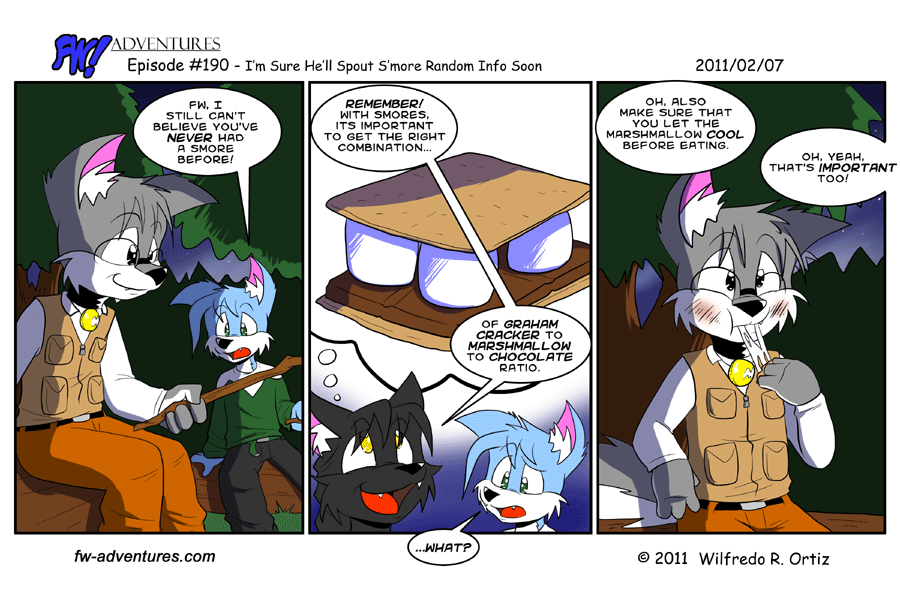 FW! ADVENTURES
Episode #190 - I'm Sure He'll Spout S'more Random Info Soon
2011/02/07
FW, I
STILL CAN'T
BELIEVE YOU'VE
NEVER HAD
A SMORE
BEFORE!
REMEMBER!
WITH SMORES,
ITS IMPORTANT
TO GET THE RIGHT
COMBINATION...
OF GRAHAM
CRACKER TO
MARSHMALLOW
TO CHOCOLATE
RATIO.
...WHAT?
OH, ALSO
MAKE SURE THAT
YOU LET THE
MARSHMALLOW COOL
BEFORE EATING.
OH, YEAH,
THAT'S IMPORTANT
TOO!
fw-adventures.com
© 2011 Wilfredo R. Ortiz